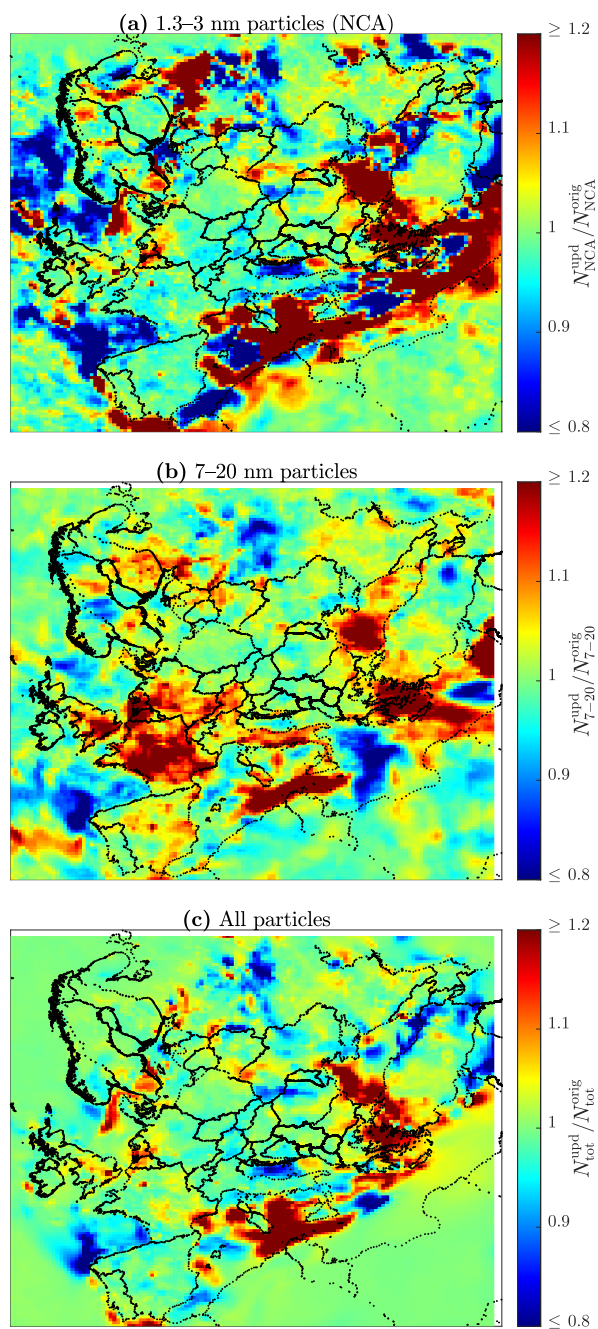 (a) 1.3–3 nm particles (NCA)
≥ 1.2
1.1
1
0.9
≤ 0.8
N^upd_NCA / N^orig_NCA
(b) 7–20 nm particles
≥ 1.2
1.1
1
0.9
≤ 0.8
N^upd_7−20 / N^orig_7−20
(c) All particles
≥ 1.2
1.1
1
0.9
≤ 0.8
N^upd_tot / N^orig_tot